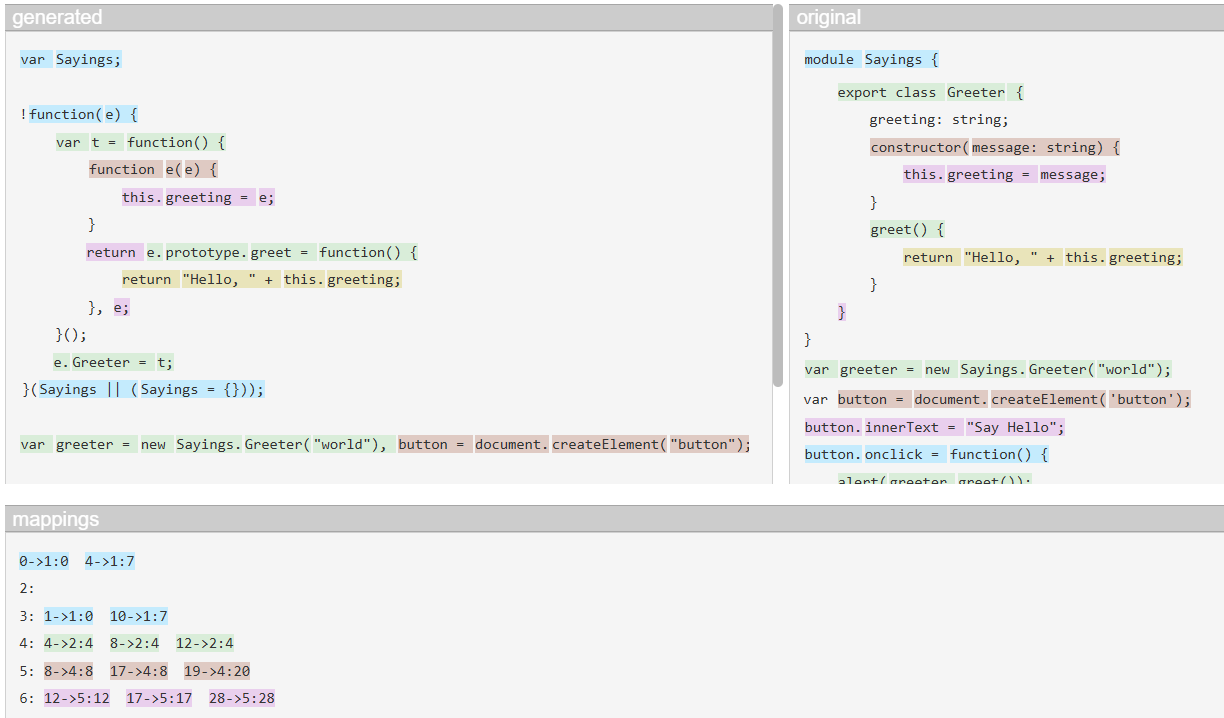 generated
var Sayings;
!function(e) {
var t = function() {
function e(e) {
this.greeting = e;
}
return e.prototype.greet = function() {
return "Hello, " + this.greeting;
}, e;
}();
e.Greeter = t;
}(Sayings || (Sayings = {}));
var greeter = new Sayings.Greeter("world"), button = document.createElement("button");
original
module Sayings {
export class Greeter {
greeting: string;
constructor(message: string) {
this.greeting = message;
}
greet() {
return "Hello, " + this.greeting;
}
}
}
var greeter = new Sayings.Greeter("world");
var button = document.createElement('button');
button.innerText = "Say Hello";
button.onclick = function() {
alert(greeter.greet());
mappings
0->1:0 4->1:7
2:
3: 1->1:0 10->1:7
4: 4->2:4 8->2:4 12->2:4
5: 8->4:8 17->4:8 19->4:20
6: 12->5:12 17->5:17 28->5:28